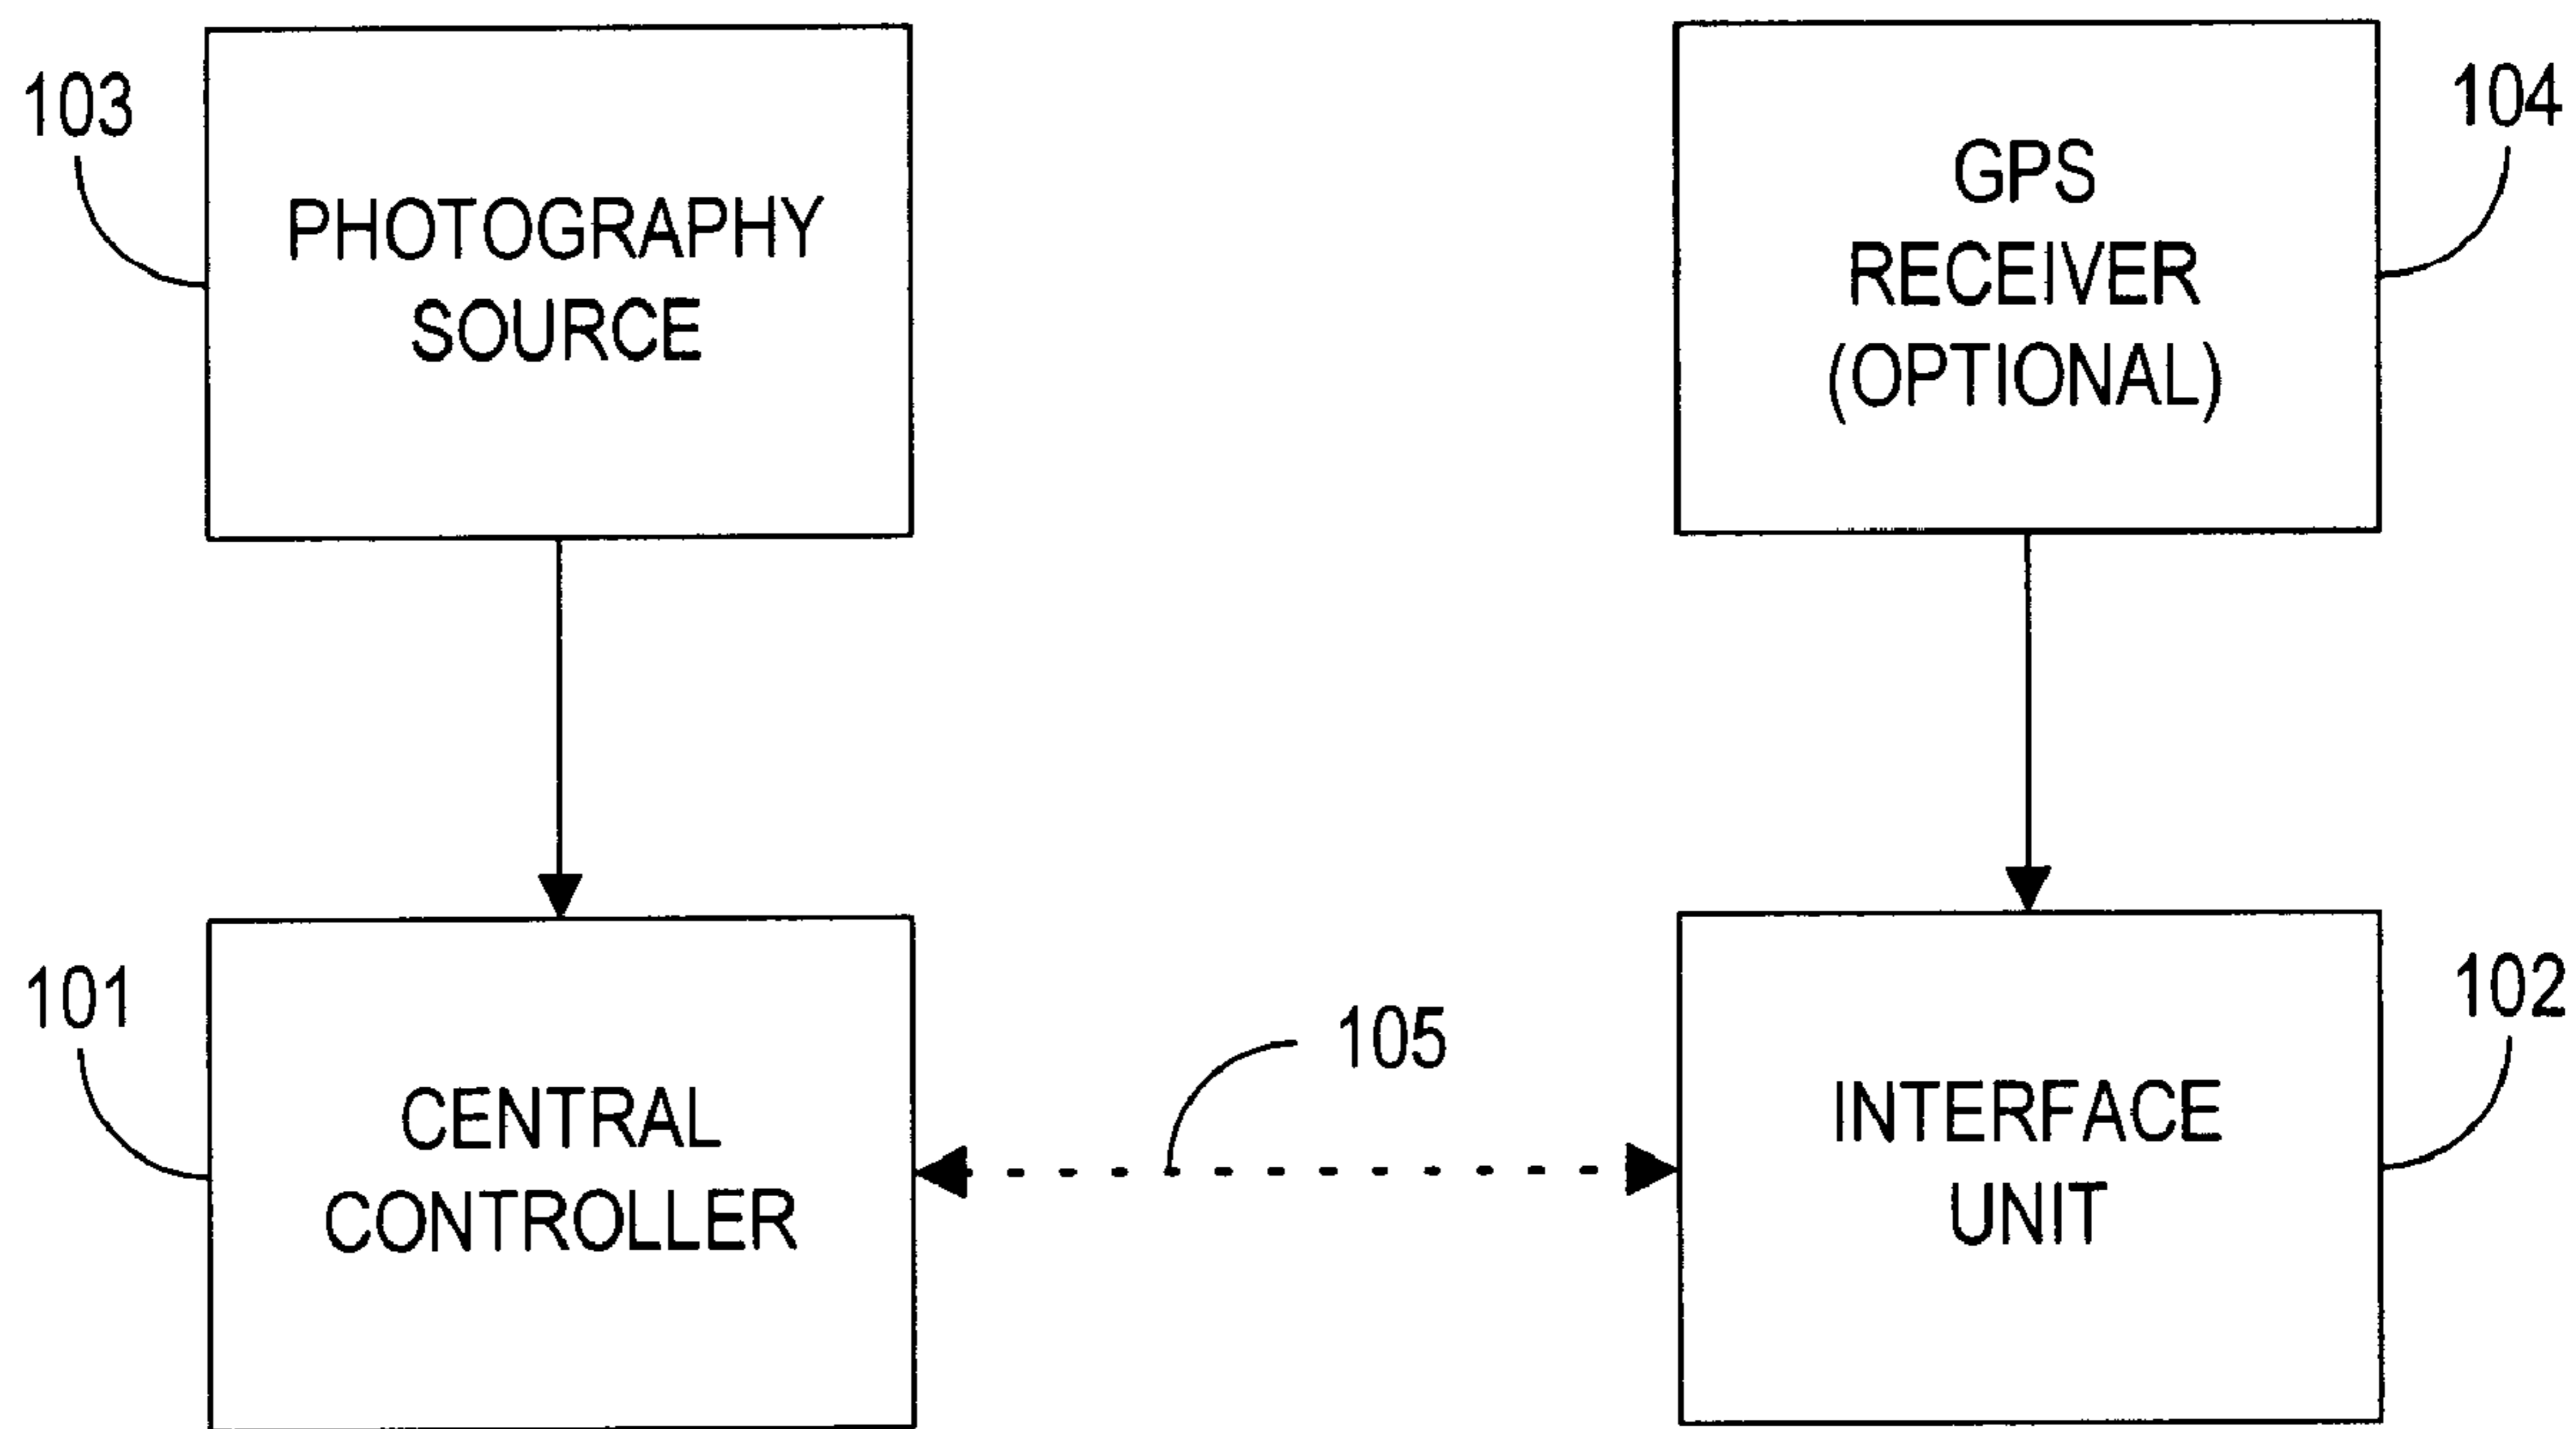 103
PHOTOGRAPHY
SOURCE
104
GPS
RECEIVER
(OPTIONAL)
101
CENTRAL
CONTROLLER
105
102
INTERFACE
UNIT